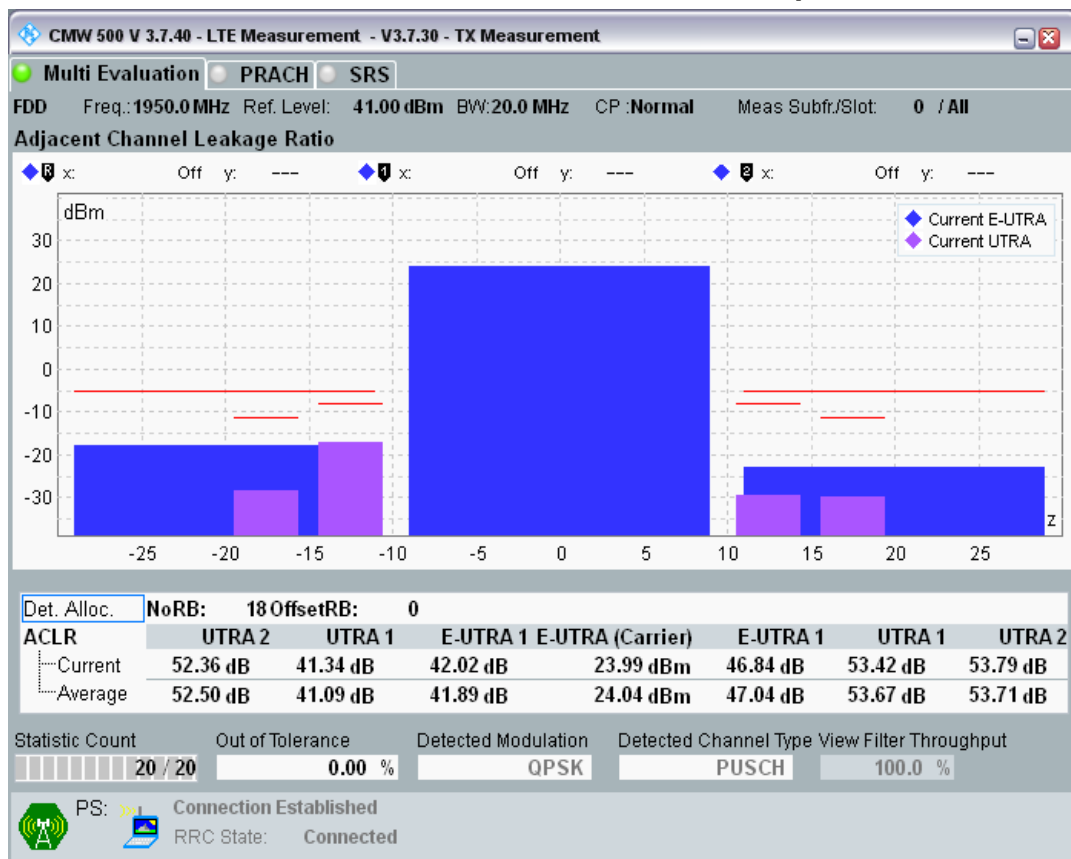 CMW 500 V 3.7.40 - LTE Measurement - V3.7.30 - TX Measurement
Multi Evaluation PRACH SRS
FDD Freq.:1950.0 MHz Ref. Level: 41.00 dBm BW:20.0 MHz CP :Normal Meas Subfr./Slot: 0 / All
Adjacent Channel Leakage Ratio
R x: Off y: --- 1 x: Off y: --- 2 x: Off y: ---
dBm
Current E-UTRA
Current UTRA
30
20
10
0
-10
-20
-30
z
-25 -20 -15 -10 -5 0 5 10 15 20 25
Det. Alloc. NoRB: 18 OffsetRB: 0
ACLR UTRA 2 UTRA 1 E-UTRA 1 E-UTRA (Carrier) E-UTRA 1 UTRA 1 UTRA 2
Current 52.36 dB 41.34 dB 42.02 dB 23.99 dBm 46.84 dB 53.42 dB 53.79 dB
Average 52.50 dB 41.09 dB 41.89 dB 24.04 dBm 47.04 dB 53.67 dB 53.71 dB
Statistic Count Out of Tolerance Detected Modulation Detected Channel Type View Filter Throughput
20 / 20 0.00 % QPSK PUSCH 100.0 %
PS: Connection Established
RRC State: Connected